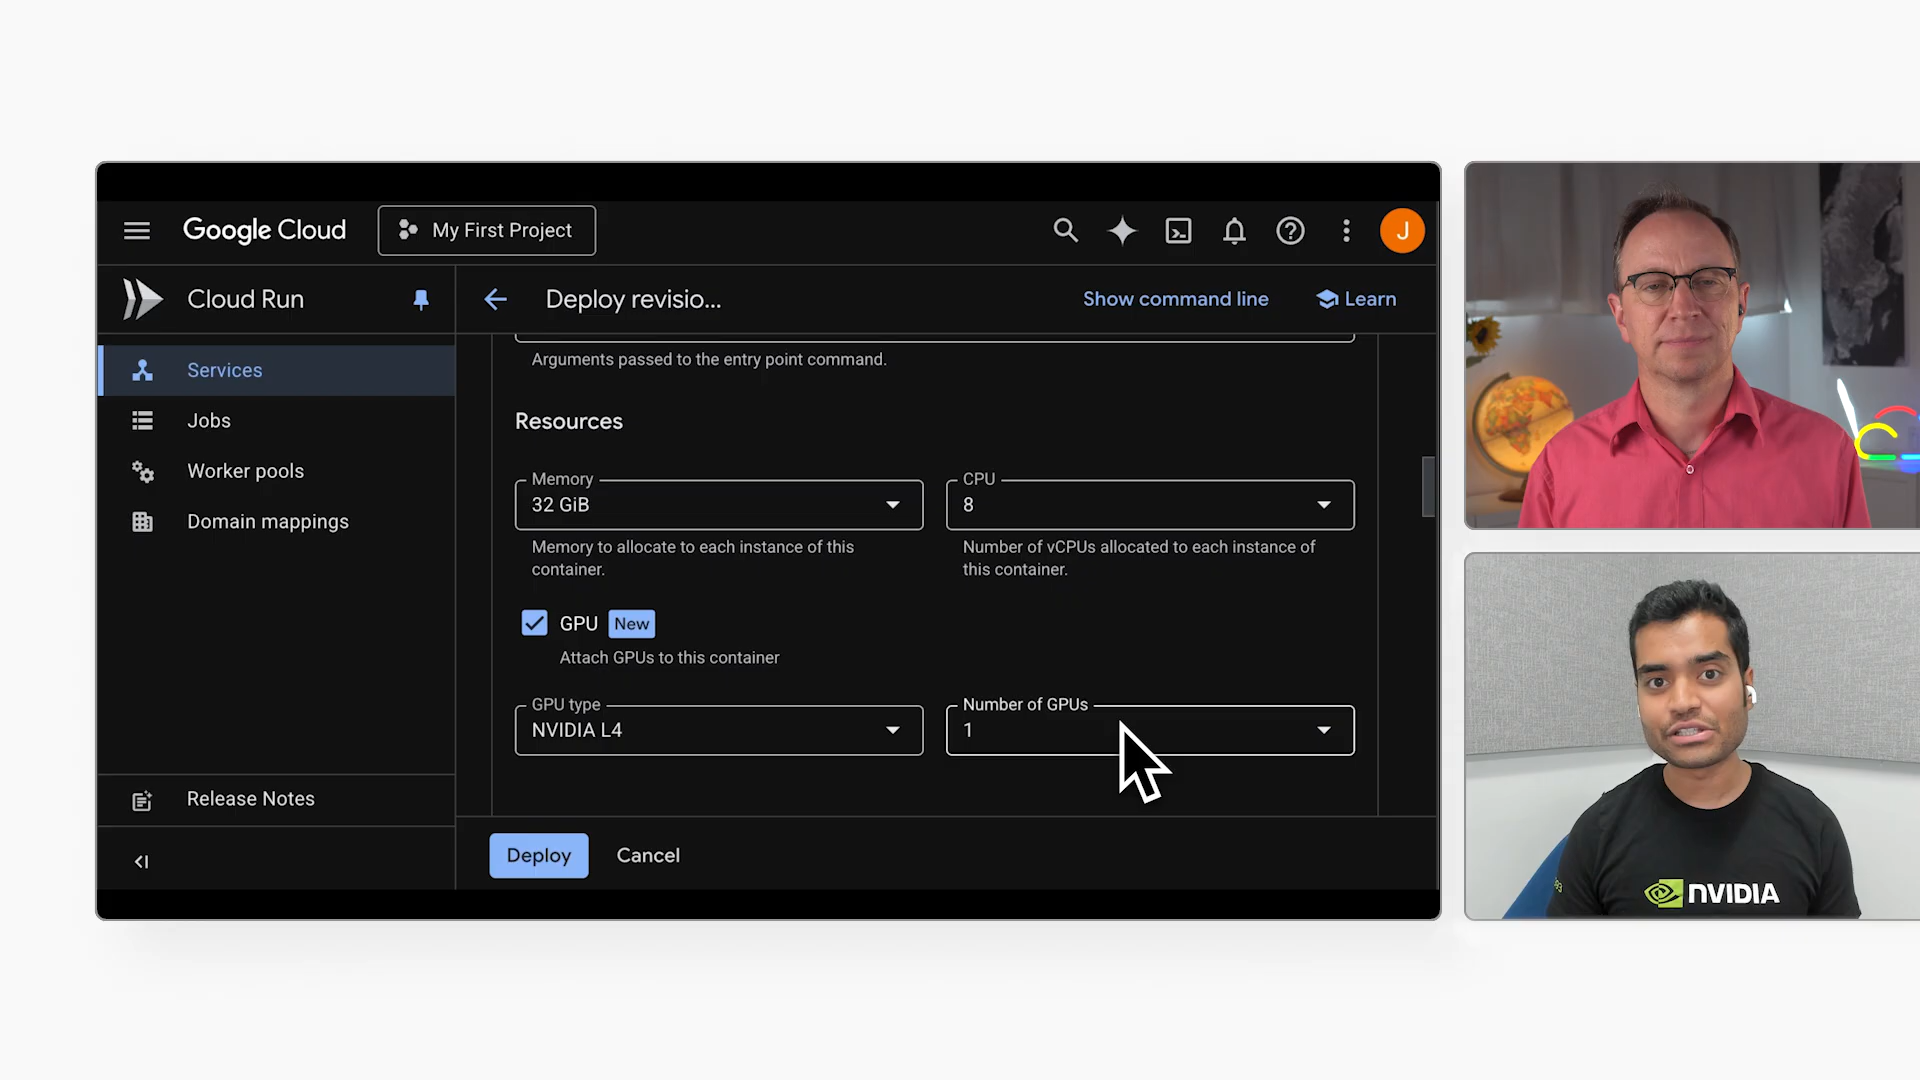 Google Cloud
My First Project
J
Cloud Run
Deploy revisio...
Show command line
Learn
Services
Jobs
Worker pools
Domain mappings
Release Notes
Arguments passed to the entry point command.
Resources
Memory
32 GiB
Memory to allocate to each instance of this
container.
CPU
8
Number of vCPUs allocated to each instance of
this container.
GPU New
Attach GPUs to this container
GPU type
NVIDIA L4
Number of GPUs
1
Deploy
Cancel
NVIDIA